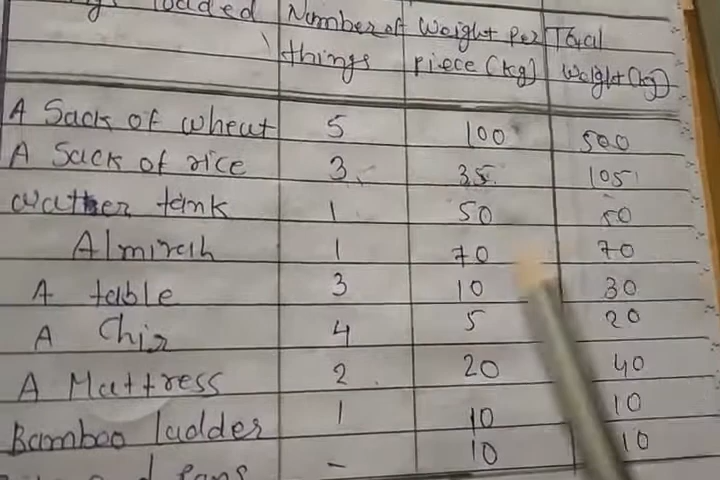 loaded Number of Weight Per Total
things piece (kg) Weight (kg)
A Sack of wheat 5 100 500
A Sack of rice 3 35 105
watter tank 1 50 50
Almirah 1 70 70
A table 3 10 30
A Chir 4 5 20
A Mattress 2 20 40
Bamboo ladder 1 10 10
pans - 10 10